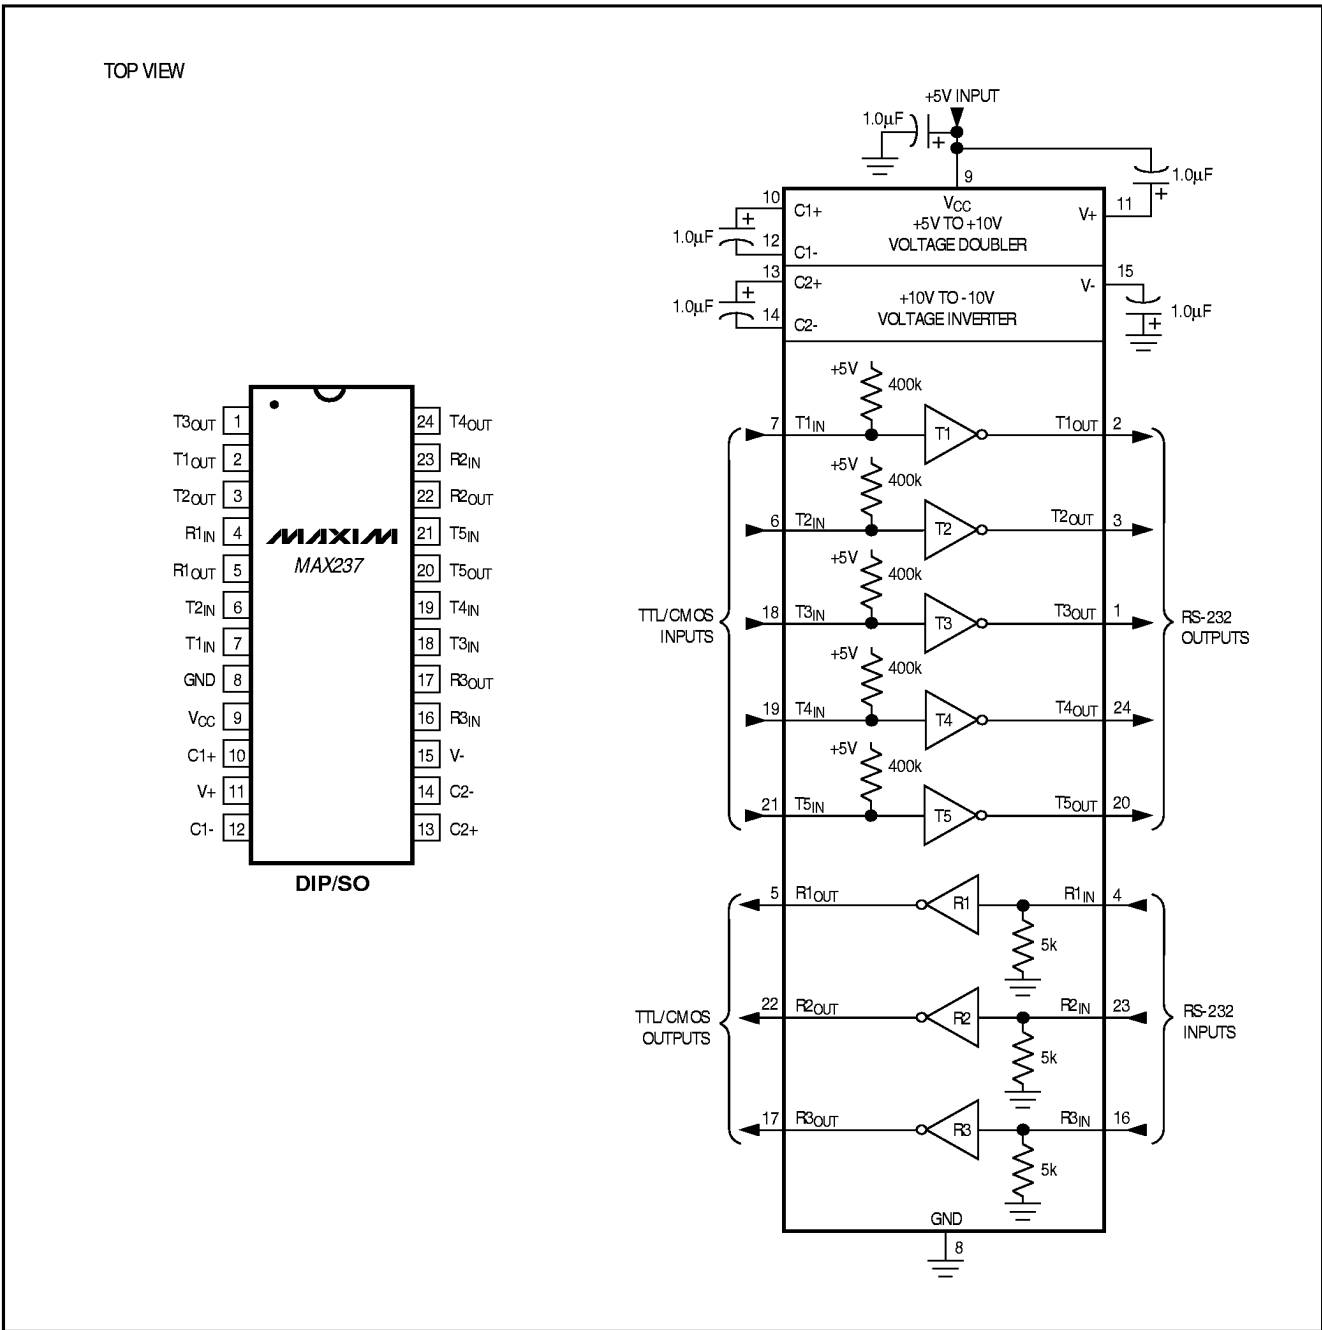 TOP VIEW
T3OUT 1
T1OUT 2
T2OUT 3
R1IN 4
R1OUT 5
T2IN 6
T1IN 7
GND 8
VCC 9
C1+ 10
V+ 11
C1- 12
MAXIM
MAX237
24 T4OUT
23 R2IN
22 R2OUT
21 T5IN
20 T5OUT
19 T4IN
18 T3IN
17 R3OUT
16 R3IN
15 V-
14 C2-
13 C2+
DIP/SO
+5V INPUT
1.0µF
+
9
1.0µF
+
VCC
+5V TO +10V
VOLTAGE DOUBLER
10 C1+
1.0µF
+
12 C1-
V+ 11
13 C2+
1.0µF
+
14 C2-
+10V TO -10V
VOLTAGE INVERTER
V- 15
1.0µF
+
TTL/CMOS
INPUTS
+5V
400k
7 T1IN T1 T1OUT 2
+5V
400k
6 T2IN T2 T2OUT 3
+5V
400k
18 T3IN T3 T3OUT 1
+5V
400k
19 T4IN T4 T4OUT 24
+5V
400k
21 T5IN T5 T5OUT 20
RS-232
OUTPUTS
TTL/CMOS
OUTPUTS
5 R1OUT R1 R1IN 4
5k
22 R2OUT R2 R2IN 23
5k
17 R3OUT R3 R3IN 16
5k
RS-232
INPUTS
GND
8